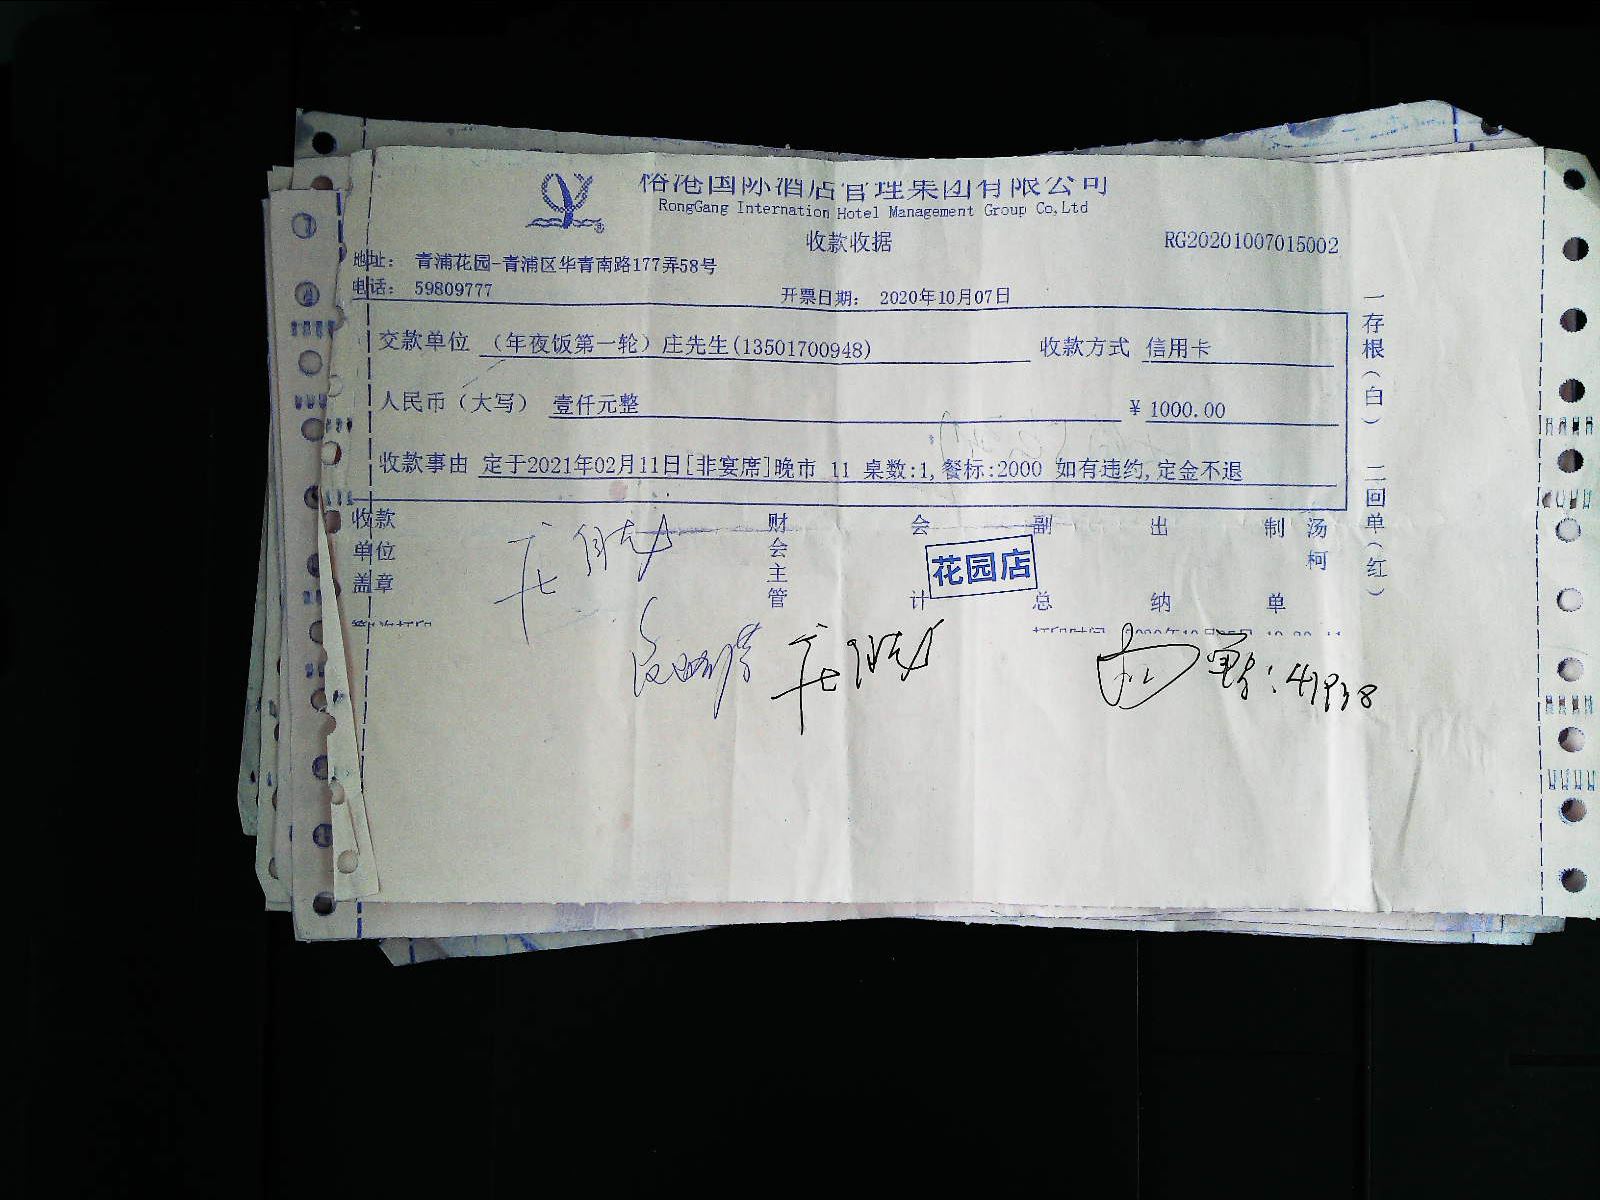 榕港国际酒店管理集团有限公司
RongGang Internation Hotel Management Group Co,Ltd
收款收据 RG20201007015002
地址： 青浦花园-青浦区华青南路177弄58号
电话： 59809777 开票日期： 2020年10月07日
交款单位 （年夜饭第一轮）庄先生(13501700948) 收款方式 信用卡
人民币（大写） 壹仟元整 ¥ 1000.00
收款事由 定于2021年02月11日[非宴席]晚市 11 桌数:1,餐标:2000 如有违约,定金不退
一存根（白） 二回单（红）
收款单位盖章 财会主管 会计 副总 出纳 制单 汤柯
花园店